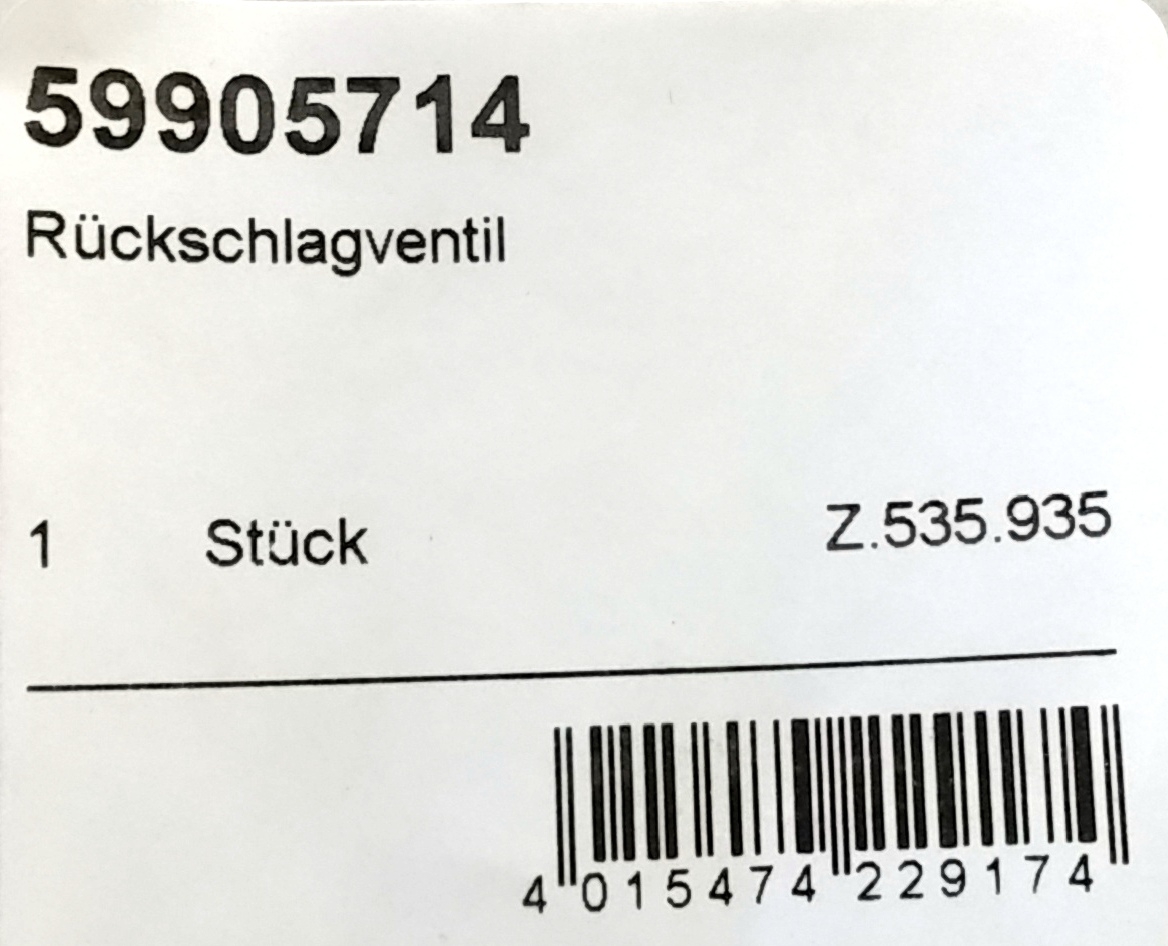 59905714
Rückschlagventil
1 Stück Z.535.935
4 015474 229174